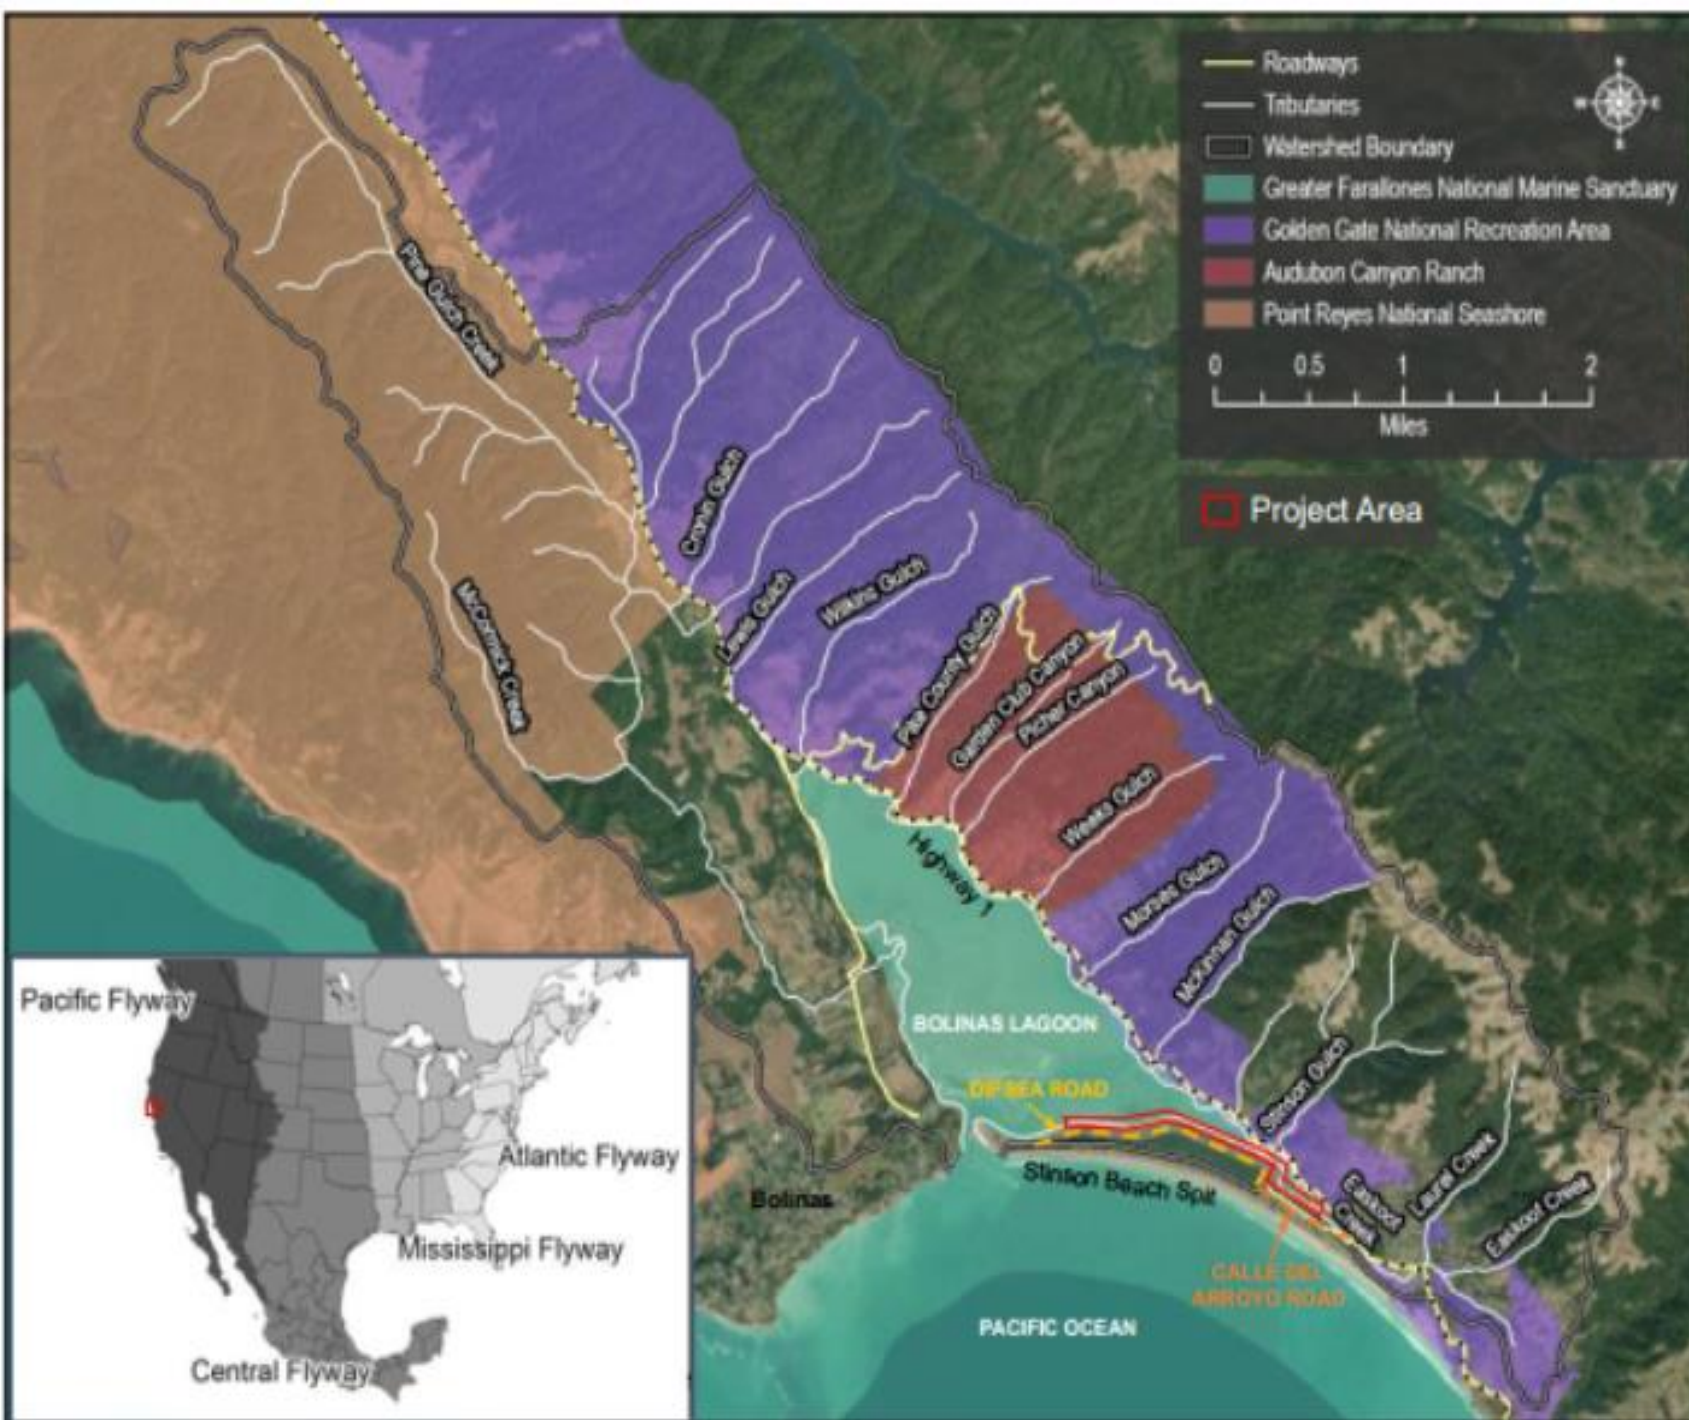 Roadways
Tributaries
Watershed Boundary
Greater Farallones National Marine Sanctuary
Golden Gate National Recreation Area
Audubon Canyon Ranch
Point Reyes National Seashore
N
W
E
S
0 0.5 1 2
Miles
Project Area
Pine Gulch Creek
Cronin Gulch
McCormick Creek
Lewis Gulch
Wilkins Gulch
Pike County Gulch
Garden Club Canyon
Picher Canyon
Weeks Gulch
Highway 1
Morses Gulch
McKinnan Gulch
BOLINAS LAGOON
DIPSEA ROAD
Stinson Gulch
Stinson Beach Spit
Bolinas
Easkoot
Creek
Laurel Creek
Easkoot Creek
CALLE DEL
ARROYO ROAD
PACIFIC OCEAN
Pacific Flyway
Atlantic Flyway
Mississippi Flyway
Central Flyway